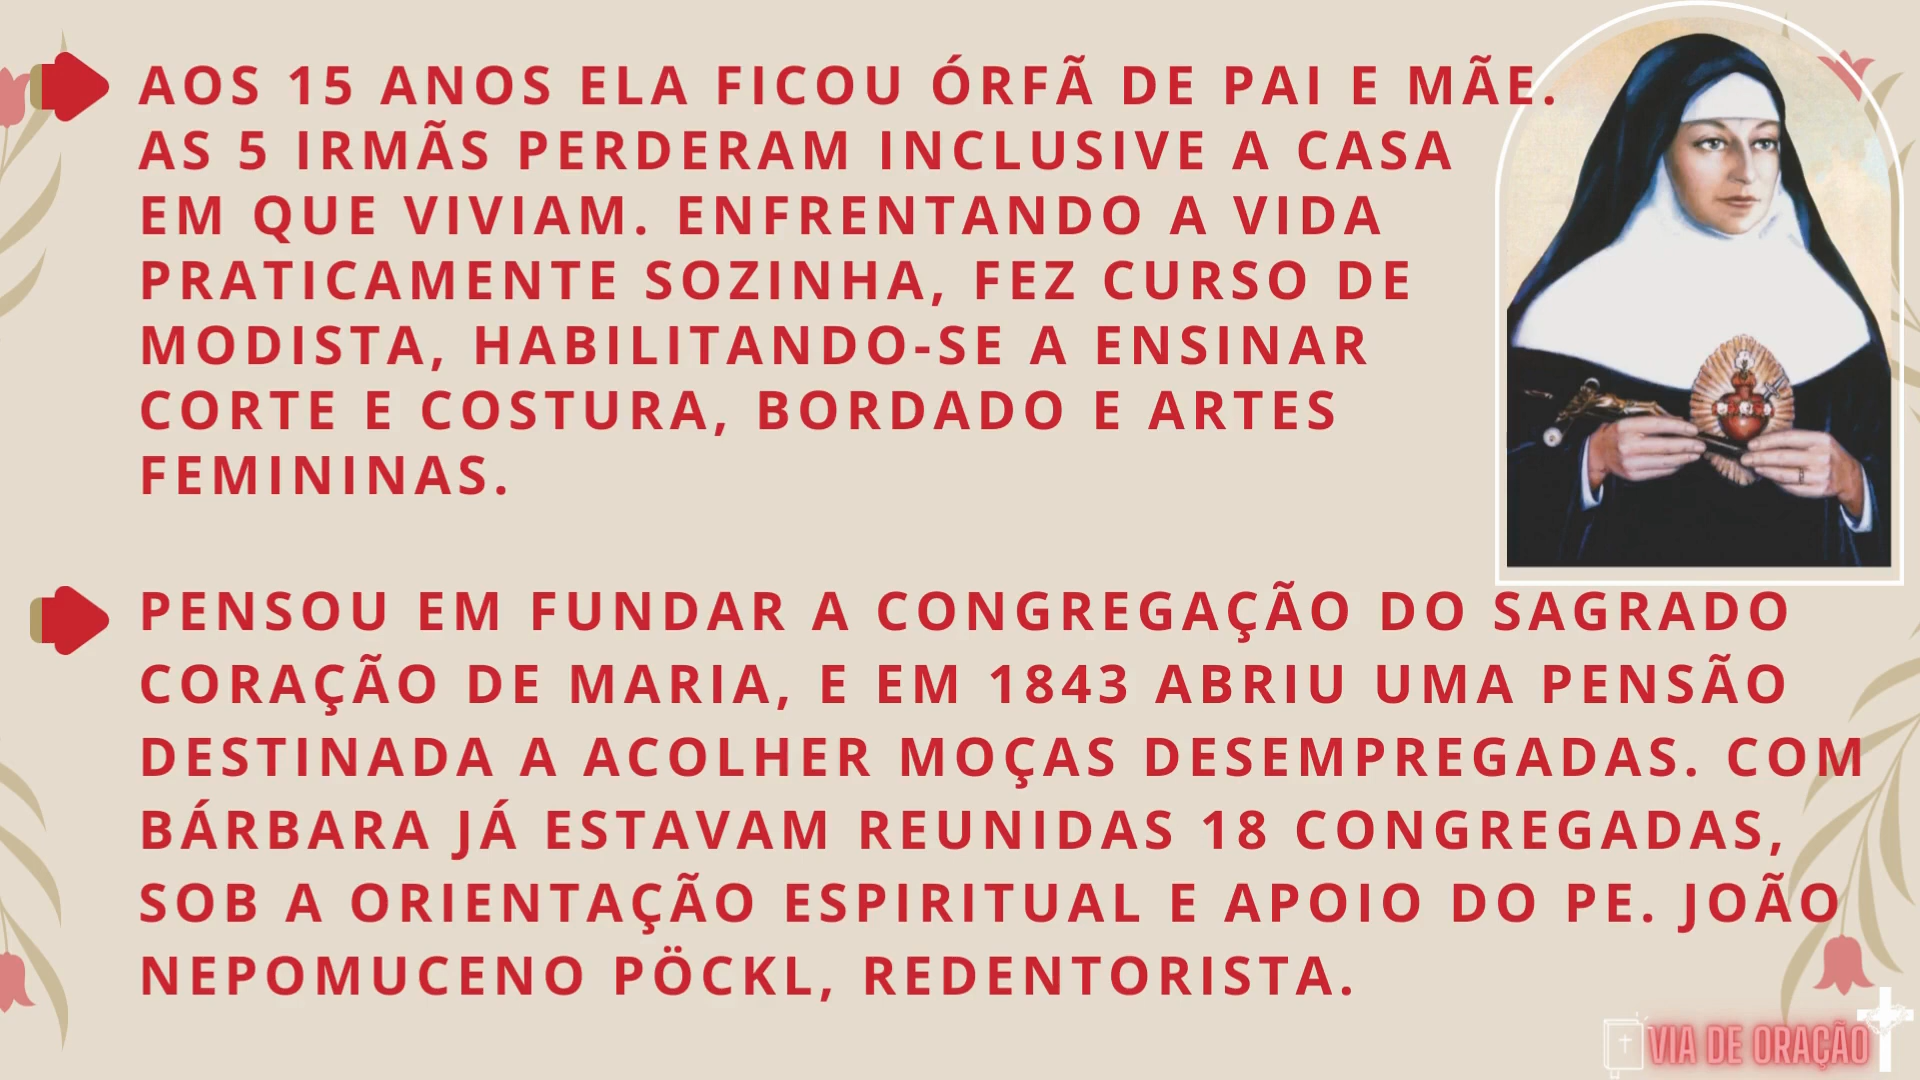 AOS 15 ANOS ELA FICOU ÓRFÃ DE PAI E MÃE.
AS 5 IRMÃS PERDERAM INCLUSIVE A CASA
EM QUE VIVIAM. ENFRENTANDO A VIDA
PRATICAMENTE SOZINHA, FEZ CURSO DE
MODISTA, HABILITANDO-SE A ENSINAR
CORTE E COSTURA, BORDADO E ARTES
FEMININAS.
PENSOU EM FUNDAR A CONGREGAÇÃO DO SAGRADO
CORAÇÃO DE MARIA, E EM 1843 ABRIU UMA PENSÃO
DESTINADA A ACOLHER MOÇAS DESEMPREGADAS. COM
BÁRBARA JÁ ESTAVAM REUNIDAS 18 CONGREGADAS,
SOB A ORIENTAÇÃO ESPIRITUAL E APOIO DO PE. JOÃO
NEPOMUCENO PÖCKL, REDENTORISTA.
VIA DE ORAÇÃO